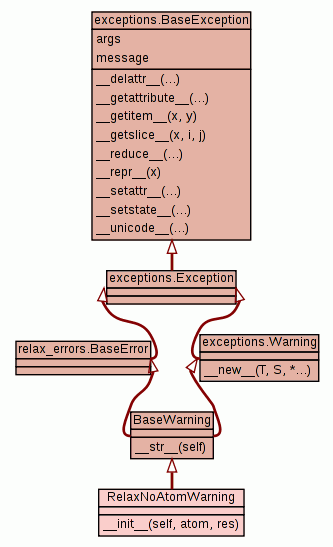 exceptions.BaseException
args
message
__delattr__(...)
__getattribute__(...)
__getitem__(x, y)
__getslice__(x, i, j)
__reduce__(...)
__repr__(x)
__setattr__(...)
__setstate__(...)
__unicode__(...)
exceptions.Exception
relax_errors.BaseError
exceptions.Warning
__new__(T, S, *...)
BaseWarning
__str__(self)
RelaxNoAtomWarning
__init__(self, atom, res)